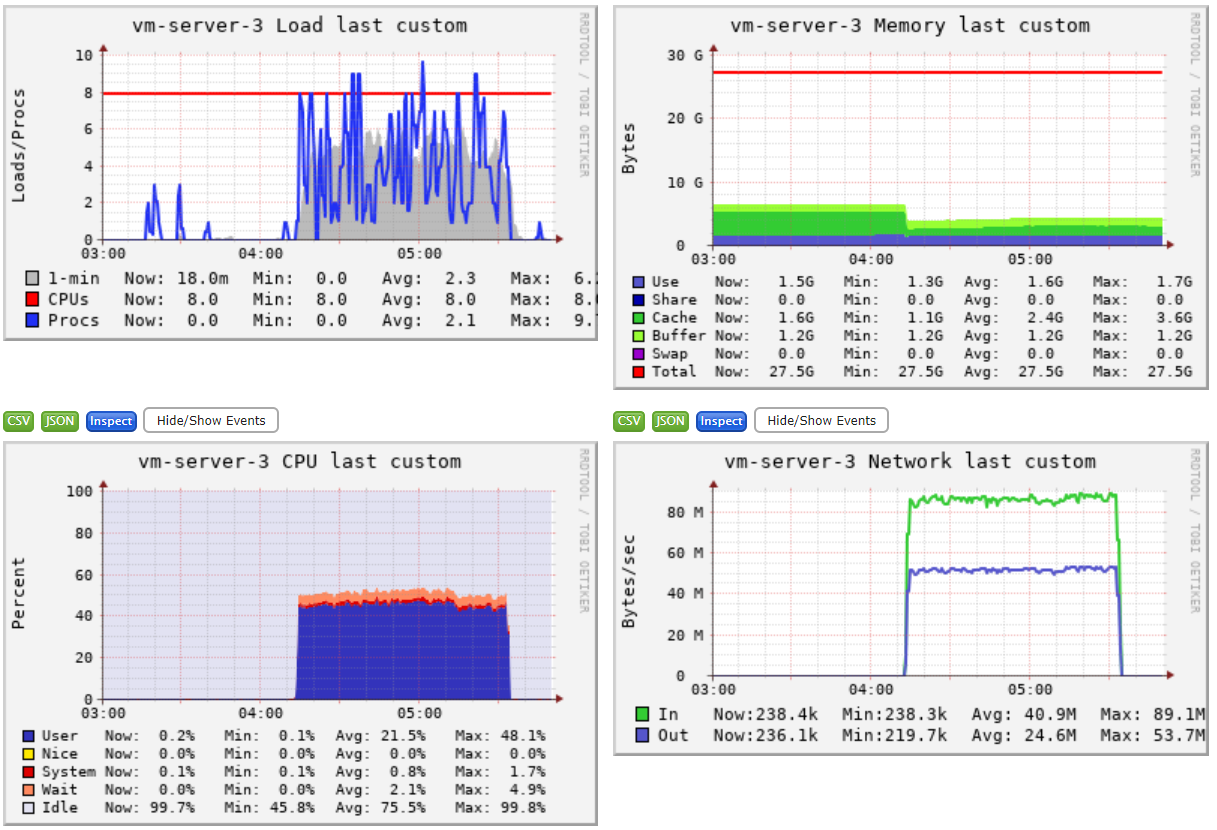 vm-server-3 Load last custom
RRDTOOL / TOBI OETIKER
Loads/Procs
10
8
6
4
2
0
03:00 04:00 05:00
1-min Now: 18.0m Min: 0.0 Avg: 2.3 Max: 6.
CPUs Now: 8.0 Min: 8.0 Avg: 8.0 Max: 8.
Procs Now: 0.0 Min: 0.0 Avg: 2.1 Max: 9.
vm-server-3 Memory last custom
RRDTOOL / TOBI OETIKER
Bytes
30 G
20 G
10 G
0
03:00 04:00 05:00
Use Now: 1.5G Min: 1.3G Avg: 1.6G Max: 1.7G
Share Now: 0.0 Min: 0.0 Avg: 0.0 Max: 0.0
Cache Now: 1.6G Min: 1.1G Avg: 2.4G Max: 3.6G
Buffer Now: 1.2G Min: 1.2G Avg: 1.2G Max: 1.2G
Swap Now: 0.0 Min: 0.0 Avg: 0.0 Max: 0.0
Total Now: 27.5G Min: 27.5G Avg: 27.5G Max: 27.5G
CSV JSON Inspect Hide/Show Events
CSV JSON Inspect Hide/Show Events
vm-server-3 CPU last custom
RRDTOOL / TOBI OETIKER
Percent
100
80
60
40
20
0
03:00 04:00 05:00
User Now: 0.2% Min: 0.1% Avg: 21.5% Max: 48.1%
Nice Now: 0.0% Min: 0.0% Avg: 0.0% Max: 0.0%
System Now: 0.1% Min: 0.1% Avg: 0.8% Max: 1.7%
Wait Now: 0.0% Min: 0.0% Avg: 2.1% Max: 4.9%
Idle Now: 99.7% Min: 45.8% Avg: 75.5% Max: 99.8%
vm-server-3 Network last custom
RRDTOOL / TOBI OETIKER
Bytes/sec
80 M
60 M
40 M
20 M
0
03:00 04:00 05:00
In Now:238.4k Min:238.3k Avg: 40.9M Max: 89.1M
Out Now:236.1k Min:219.7k Avg: 24.6M Max: 53.7M